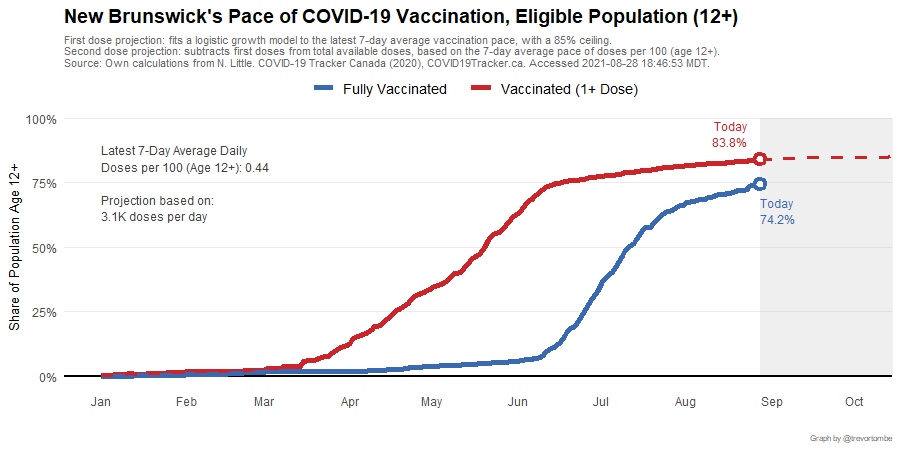 New Brunswick's Pace of COVID-19 Vaccination, Eligible Population (12+)
First dose projection: fits a logistic growth model to the latest 7-day average vaccination pace, with a 85% ceiling.
Second dose projection: subtracts first doses from total available doses, based on the 7-day average pace of doses per 100 (age 12+).
Source: Own calculations from N. Little. COVID-19 Tracker Canada (2020), COVID19Tracker.ca. Accessed 2021-08-28 18:46:53 MDT.
Fully Vaccinated
Vaccinated (1+ Dose)
Share of Population Age 12+
100%
75%
50%
25%
0%
Latest 7-Day Average Daily
Doses per 100 (Age 12+): 0.44
Projection based on:
3.1K doses per day
Today
83.8%
Today
74.2%
Jan
Feb
Mar
Apr
May
Jun
Jul
Aug
Sep
Oct
Graph by @trevortombe